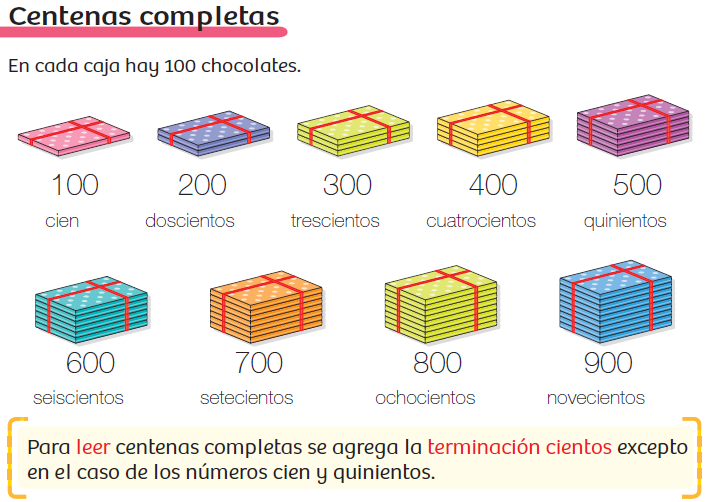 Centenas completas
En cada caja hay 100 chocolates.
100 200 300 400 500
cien doscientos trescientos cuatrocientos quinientos
600 700 800 900
seiscientos setecientos ochocientos novecientos
Para leer centenas completas se agrega la terminación cientos excepto
en el caso de los números cien y quinientos.